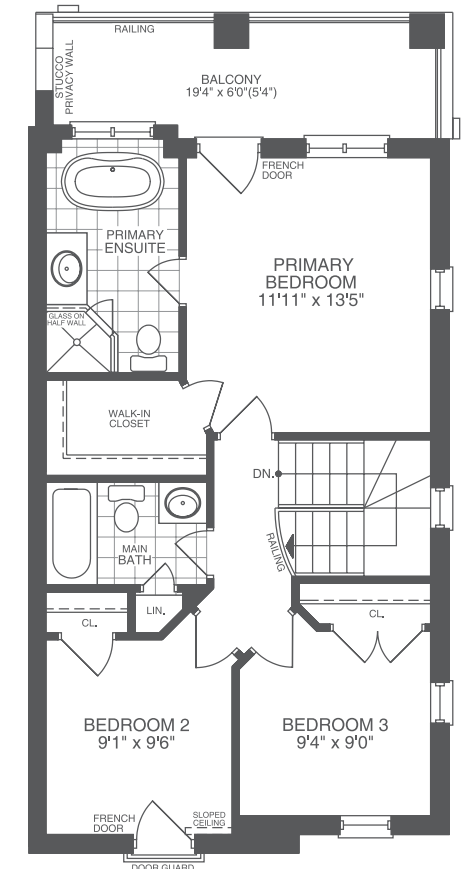 RAILING
STUCCO
PRIVACY WALL
BALCONY
19'4" x 6'0"(5'4")
FRENCH
DOOR
PRIMARY
ENSUITE
PRIMARY
BEDROOM
11'11" x 13'5"
GLASS ON
HALF WALL
WALK-IN
CLOSET
DN.
MAIN
BATH
RAILING
LIN.
CL.
CL.
BEDROOM 2
9'1" x 9'6"
BEDROOM 3
9'4" x 9'0"
FRENCH
DOOR
SLOPED
CEILING
DOOR GUARD